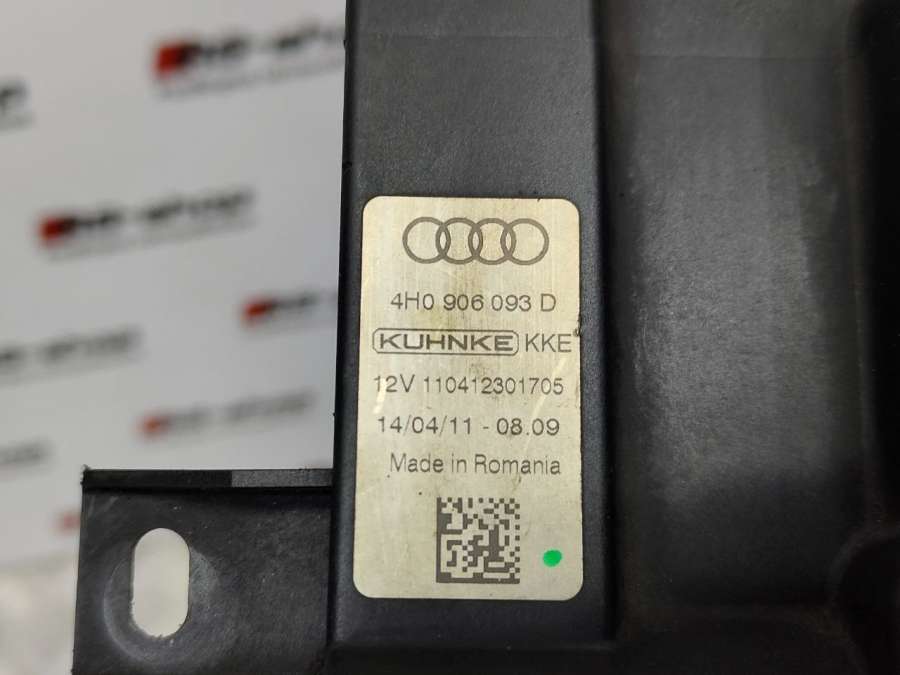 4H0 906 093 D
KUHNKE KKE
12V 110412301705
14/04/11 - 08.09
Made in Romania